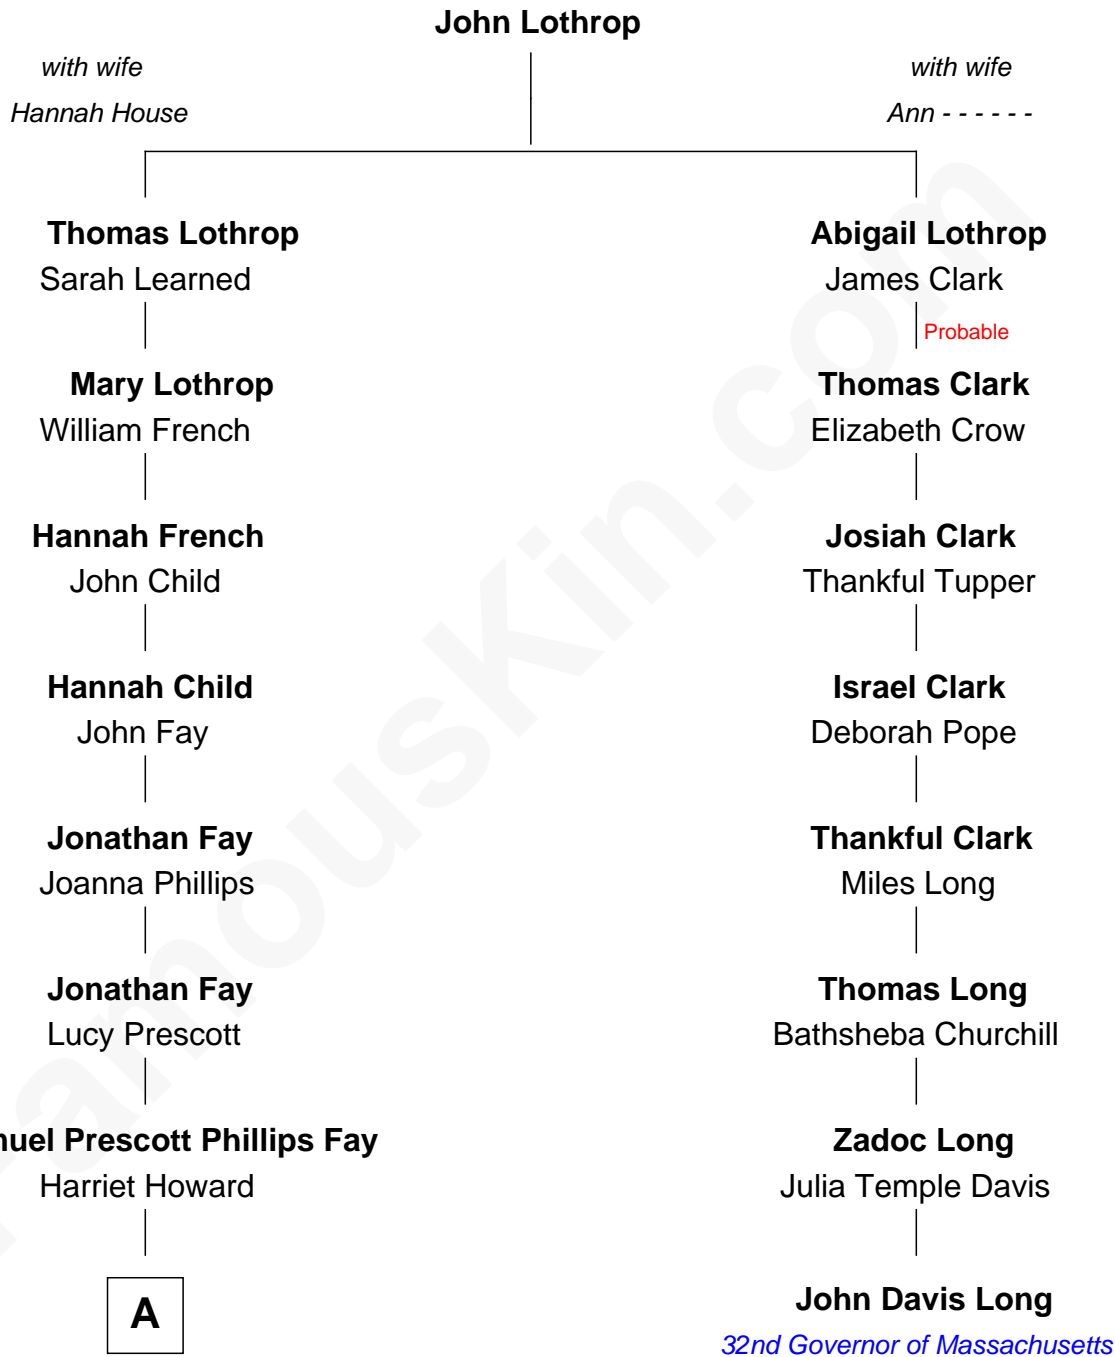 John Lothrop
with wife
with wife
Hannah House
Ann - - - - - -
Thomas Lothrop
Abigail Lothrop
Sarah Learned
James Clark
Probable
Mary Lothrop
Thomas Clark
William French
Elizabeth Crow
Hannah French
Josiah Clark
John Child
Thankful Tupper
Hannah Child
Israel Clark
John Fay
Deborah Pope
Jonathan Fay
Thankful Clark
Joanna Phillips
Miles Long
Jonathan Fay
Thomas Long
Lucy Prescott
Bathsheba Churchill
nuel Prescott Phillips Fay
Zadoc Long
Harriet Howard
Julia Temple Davis
A
John Davis Long
32nd Governor of Massachusetts
FamousKin.com